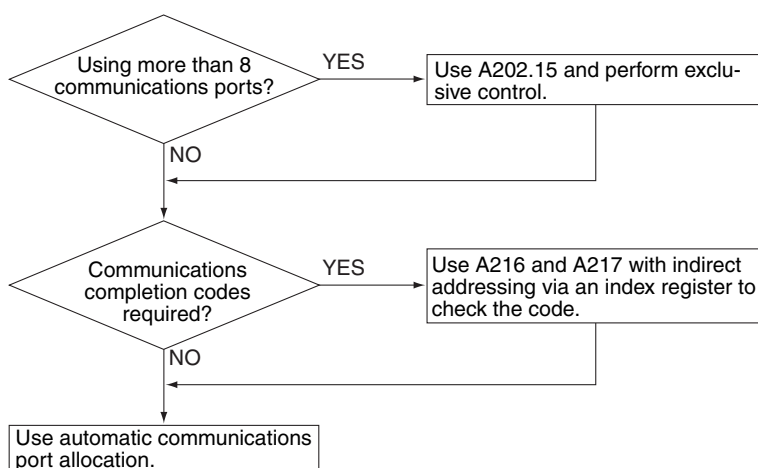 Using more than 8
communications ports?
YES
Use A202.15 and perform exclu-
sive control.
NO
Communications
completion codes
required?
YES
Use A216 and A217 with indirect
addressing via an index register to
check the code.
NO
Use automatic communications
port allocation.